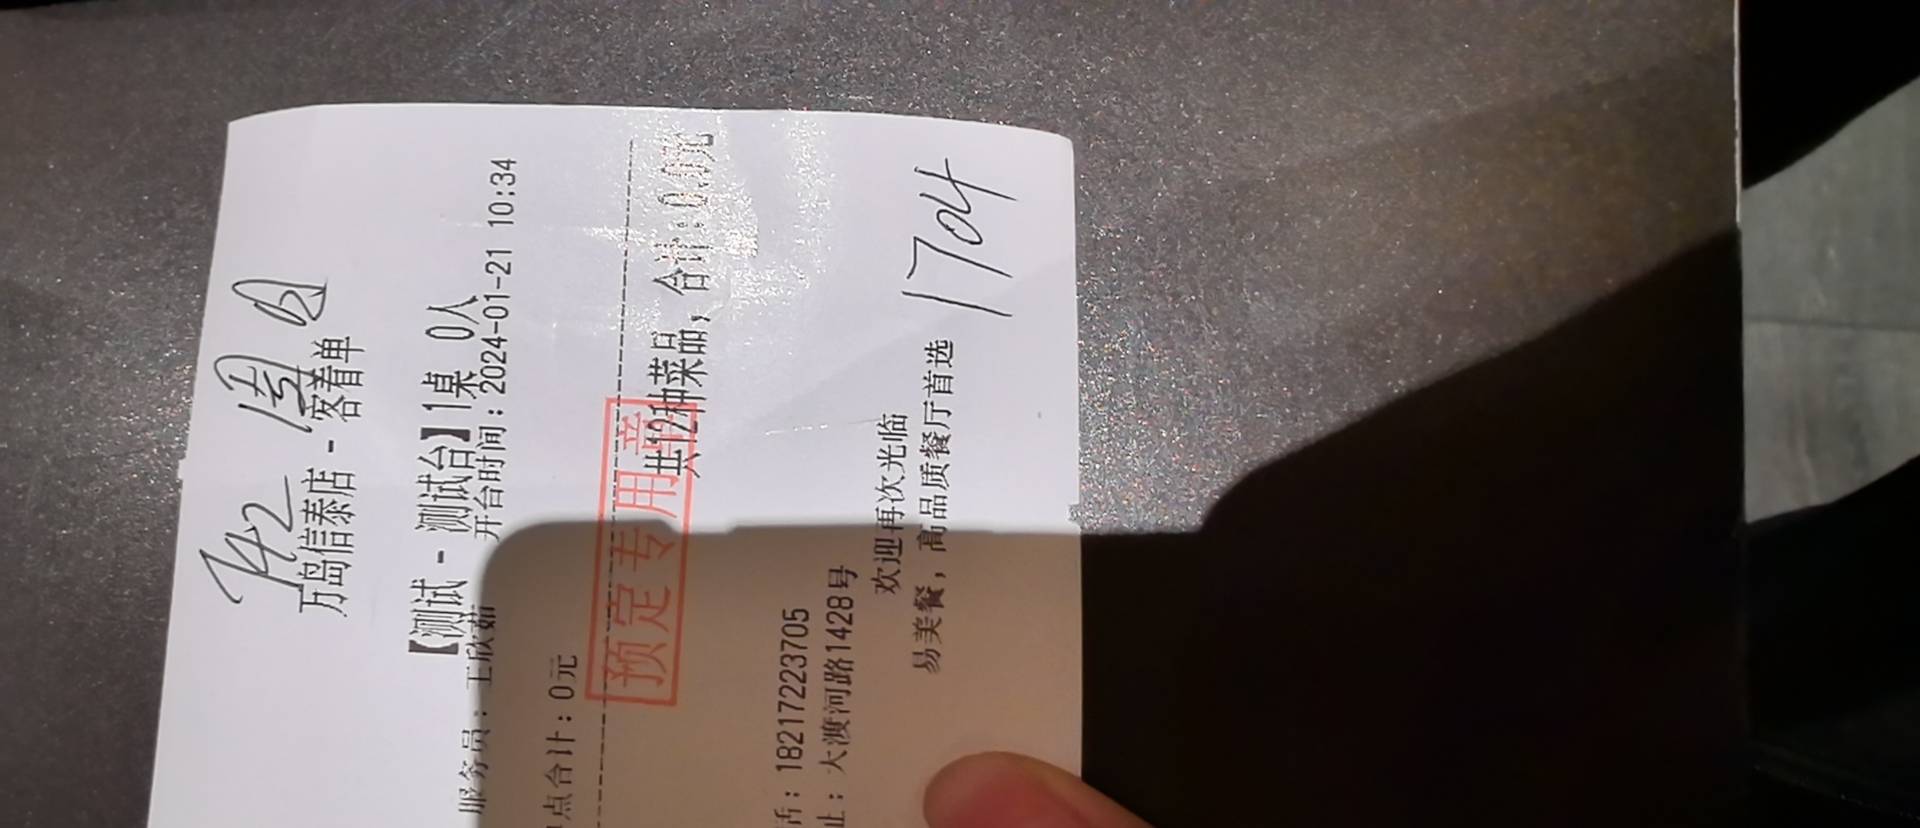 742 周
万岛信泰店 - 客看单
【测试 - 测试台】1桌 0人
服务员：王欣茹 开台时间：2024-01-21 10:34
点合计：0元
预定专用章
共12种菜品，合计：0.0元
话：18217223705
址：大渡河路1428号
欢迎再次光临
易美餐，高品质餐厅首选
1704